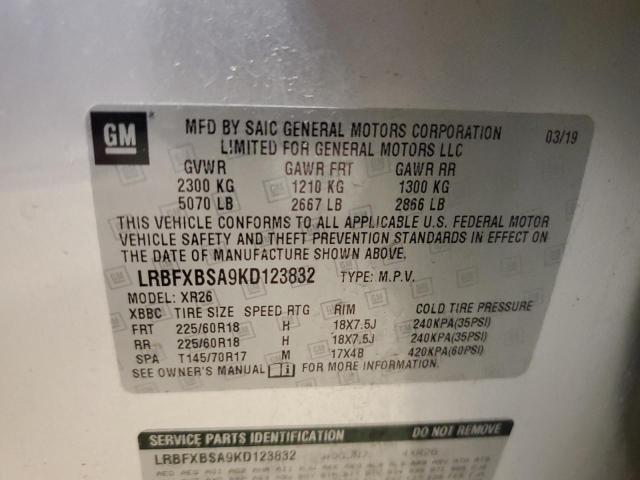 GM
MFD BY SAIC GENERAL MOTORS CORPORATION 03/19
LIMITED FOR GENERAL MOTORS LLC
GVWR GAWR FRT GAWR RR
2300 KG 1210 KG 1300 KG
5070 LB 2667 LB 2866 LB
THIS VEHICLE CONFORMS TO ALL APPLICABLE U.S. FEDERAL MOTOR
VEHICLE SAFETY AND THEFT PREVENTION STANDARDS IN EFFECT ON
THE DATE OF MANUFACTURE SHOWN ABOVE.
LRBFXBSA9KD123832 TYPE: M.P.V.
MODEL: XR26
XBBC TIRE SIZE SPEED RTG RIM COLD TIRE PRESSURE
FRT 225/60R18 H 18X7.5J 240KPA(35PSI)
RR 225/60R18 H 18X7.5J 240KPA(35PSI)
SPA T145/70R17 M 17X4B 420KPA(60PSI)
SEE OWNER'S MANUAL i FOR MORE INFORMATION.
SERVICE PARTS IDENTIFICATION DO NOT REMOVE
LRBFXBSA9KD123832 4XR26